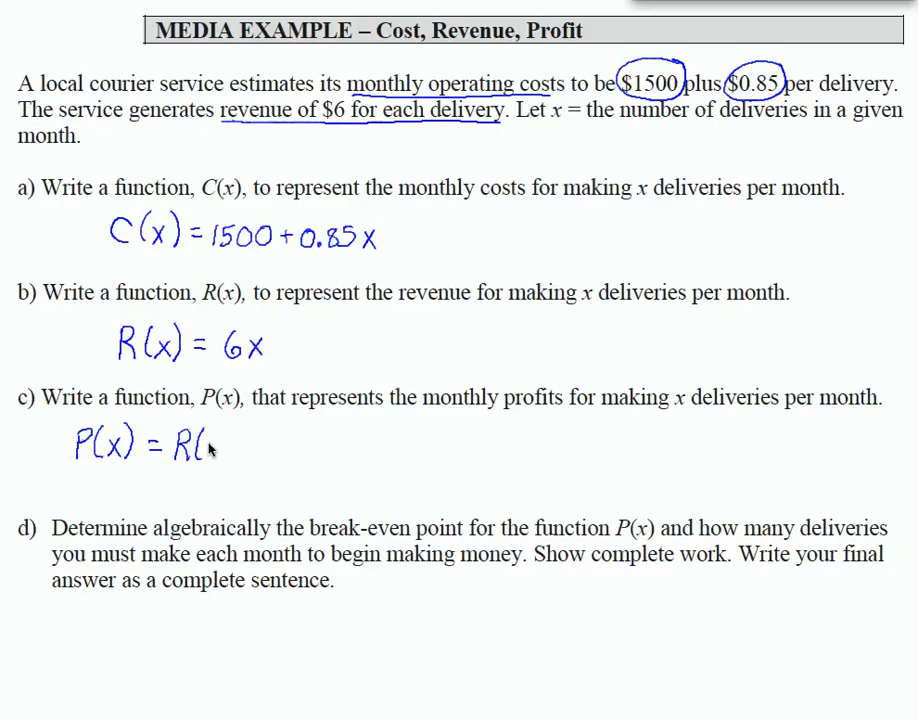 MEDIA EXAMPLE – Cost, Revenue, Profit
A local courier service estimates its monthly operating costs to be $1500 plus $0.85 per delivery.
The service generates revenue of $6 for each delivery. Let x = the number of deliveries in a given
month.
a) Write a function, C(x), to represent the monthly costs for making x deliveries per month.
C(x) = 1500 + 0.85x
b) Write a function, R(x), to represent the revenue for making x deliveries per month.
R(x) = 6x
c) Write a function, P(x), that represents the monthly profits for making x deliveries per month.
P(x) = R(
d) Determine algebraically the break-even point for the function P(x) and how many deliveries
you must make each month to begin making money. Show complete work. Write your final
answer as a complete sentence.